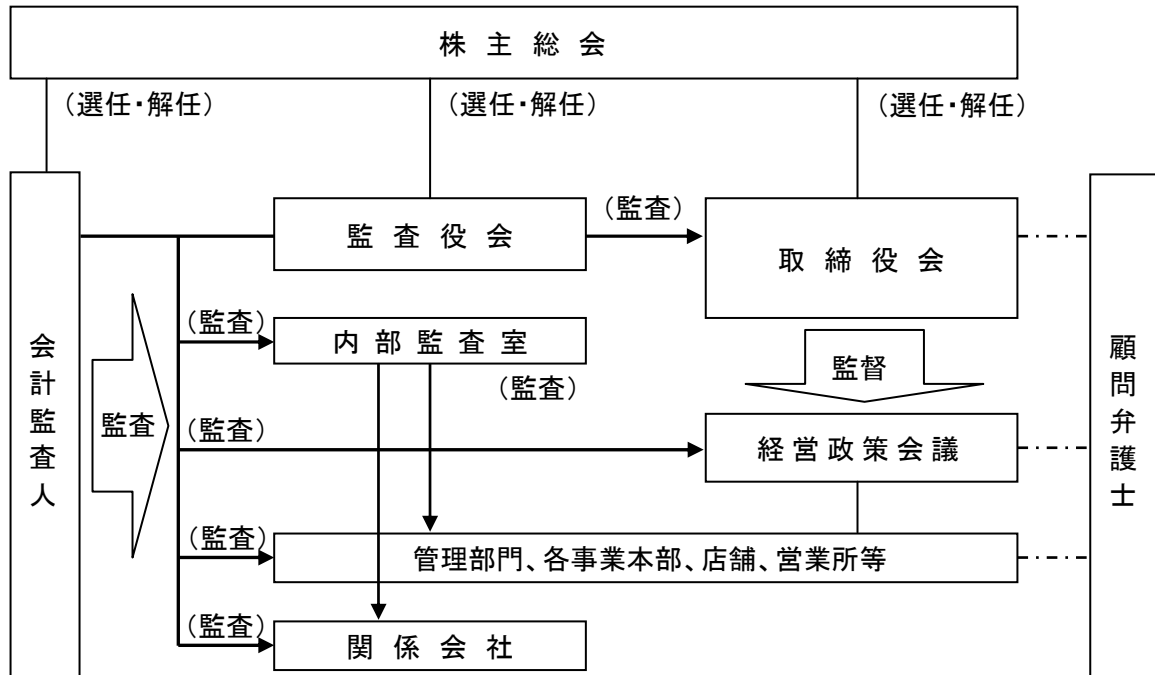 株主総会
（選任・解任）
（選任・解任）
（選任・解任）
監査役会
（監査）
取締役会
会計監査人
監査
（監査）
内部監査室
（監査）
監督
顧問弁護士
（監査）
経営政策会議
（監査）
管理部門、各事業本部、店舗、営業所等
（監査）
関係会社